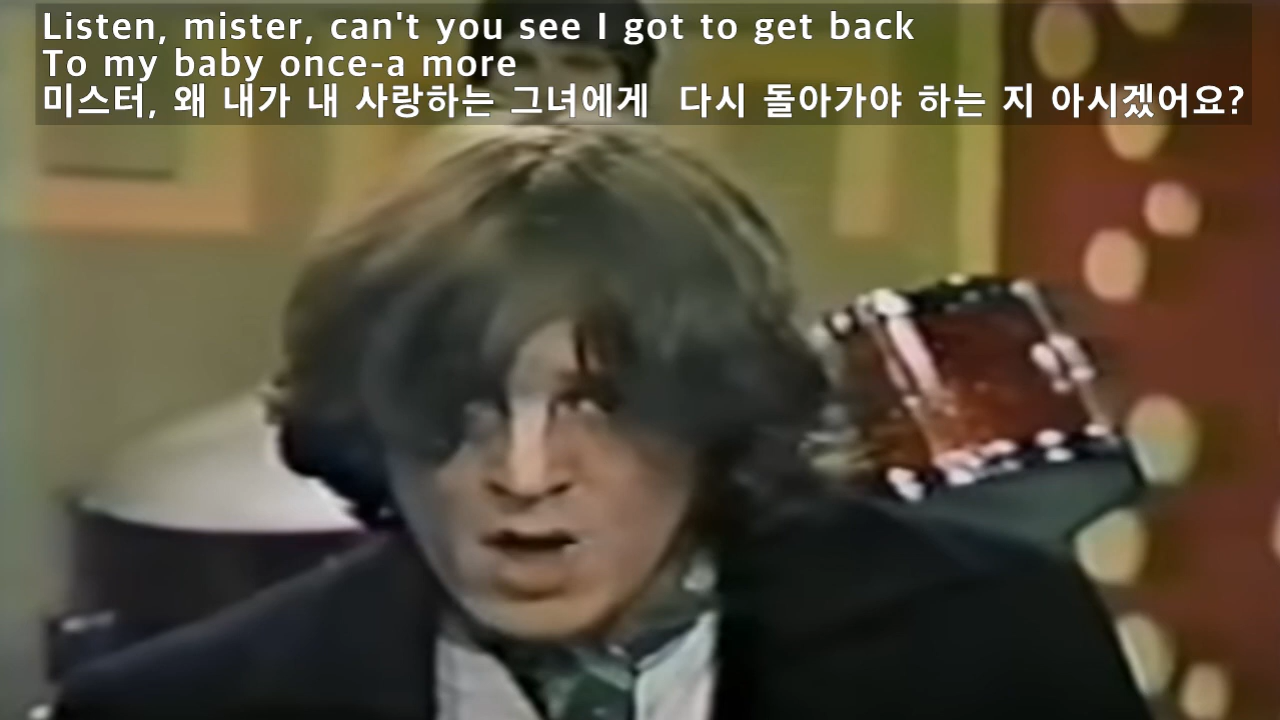 Listen, mister, can't you see I got to get back
To my baby once-a more
미스터, 왜 내가 내 사랑하는 그녀에게  다시 돌아가야 하는 지 아시겠어요?